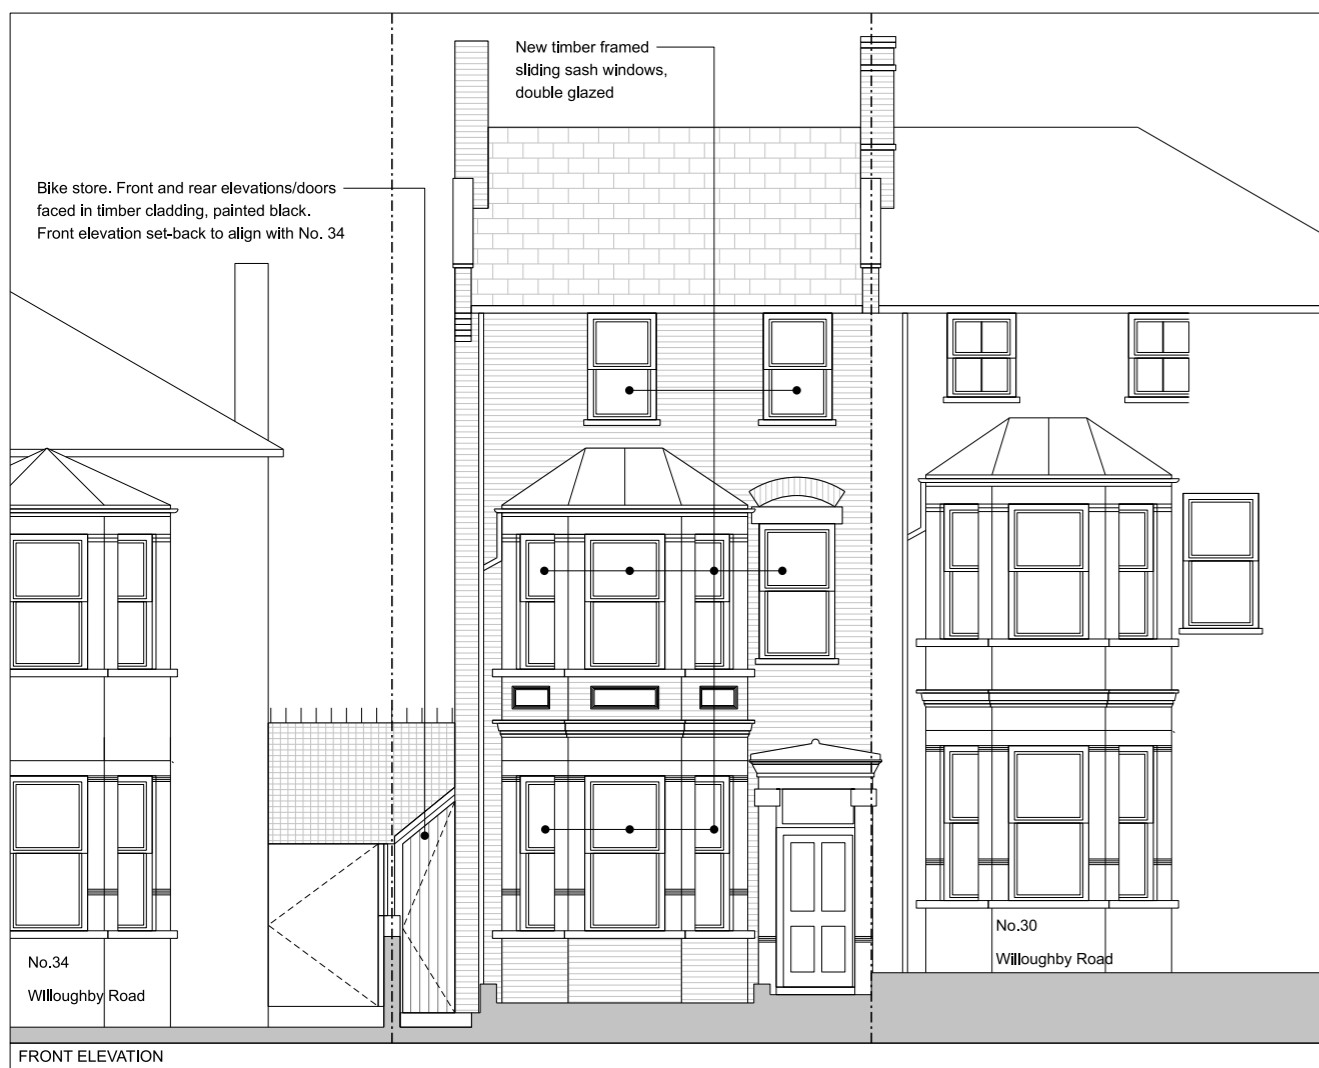 New timber framed
sliding sash windows,
double glazed
Bike store. Front and rear elevations/doors
faced in timber cladding, painted black.
Front elevation set-back to align with No. 34
No.30
Willoughby Road
No.34
Willoughby Road
FRONT ELEVATION